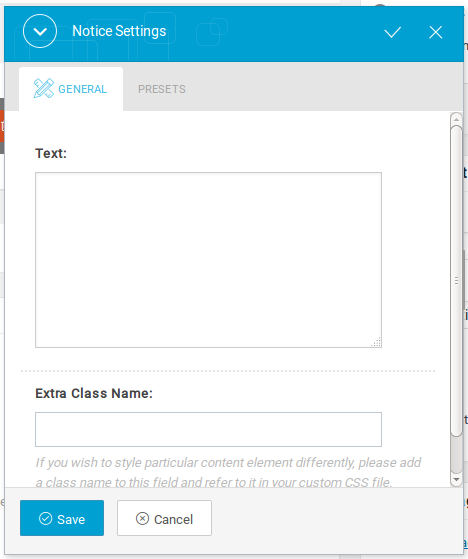 Notice Settings
GENERAL
PRESETS
Text:
Extra Class Name:
If you wish to style particular content element differently, please add
a class name to this field and refer to it in your custom CSS file.
Save
Cancel